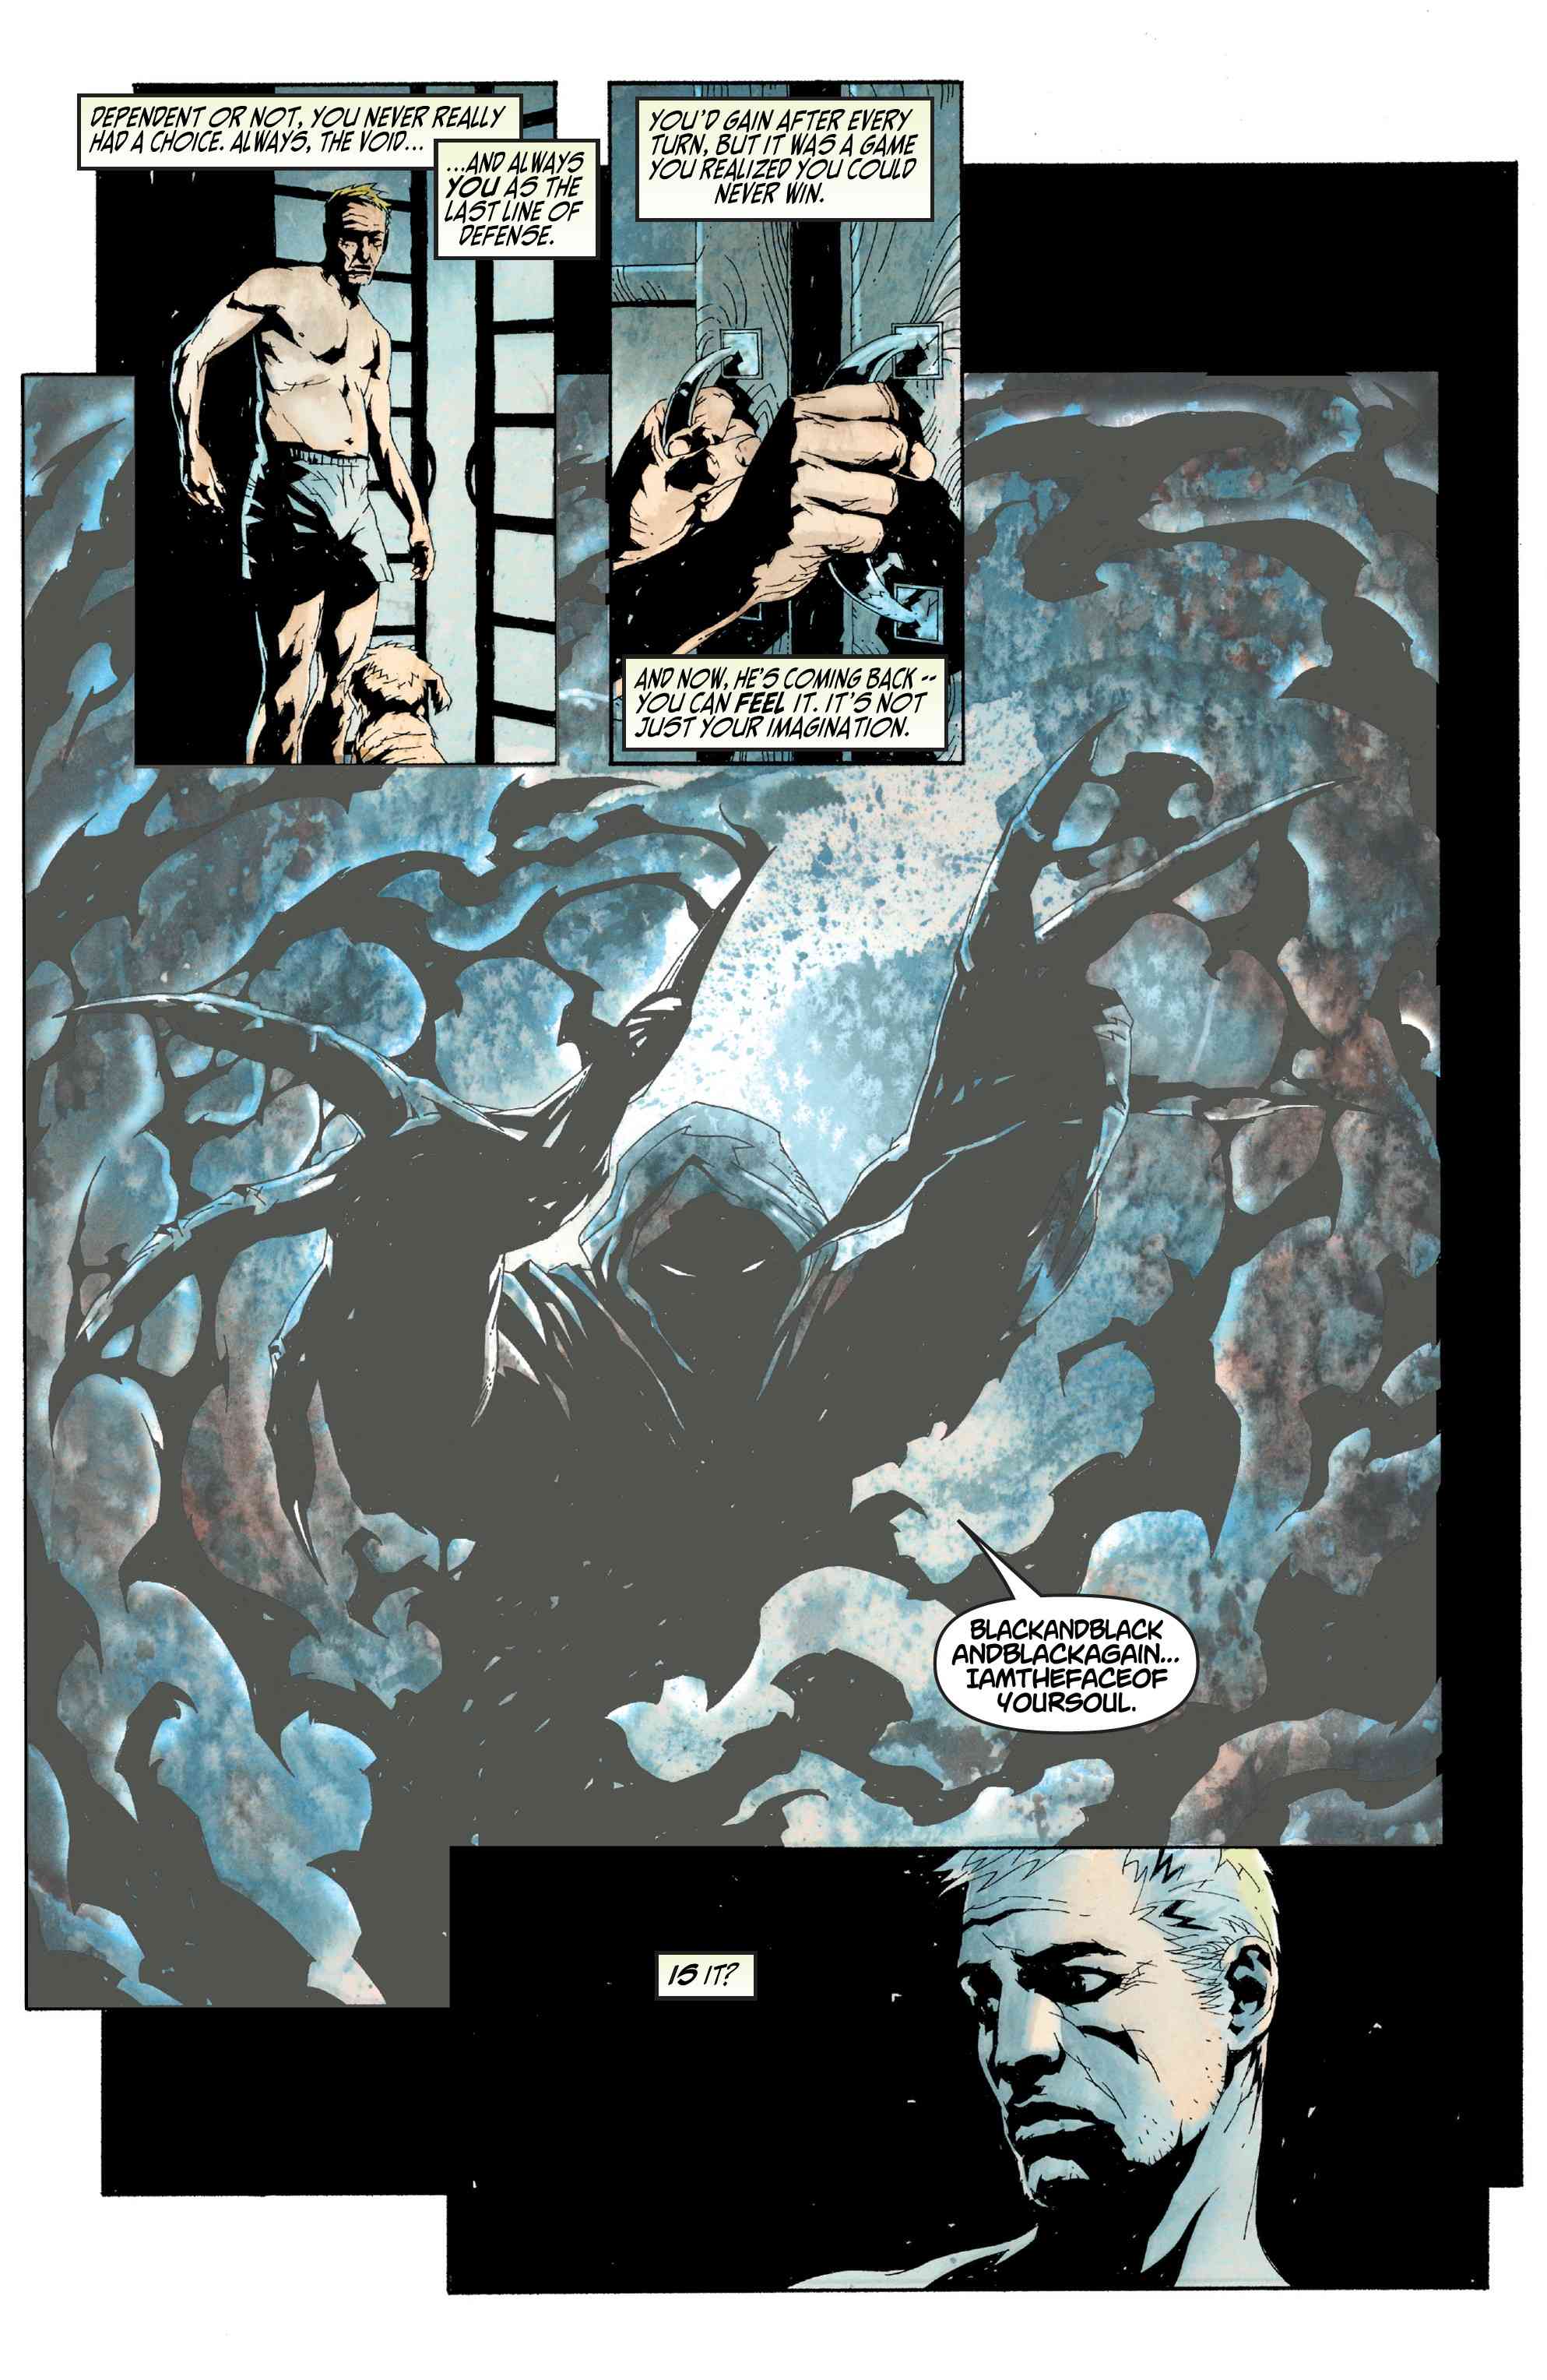 DEPENDENT OR NOT, YOU NEVER REALLY
HAD A CHOICE. ALWAYS, THE VOID...
...AND ALWAYS
YOU AS THE
LAST LINE OF
DEFENSE.
YOU'D GAIN AFTER EVERY
TURN, BUT IT WAS A GAME
YOU REALIZED YOU COULD
NEVER WIN.
AND NOW, HE'S COMING BACK --
YOU CAN FEEL IT. IT'S NOT
JUST YOUR IMAGINATION.
BLACKANDBLACK
ANDBLACKAGAIN...
IAMTHEFACEOF
YOURSOUL.
IS IT?